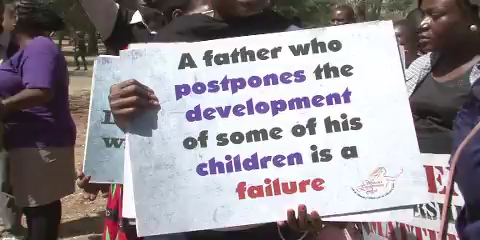 A father who
postpones the
development
of some of his
children is a
failure